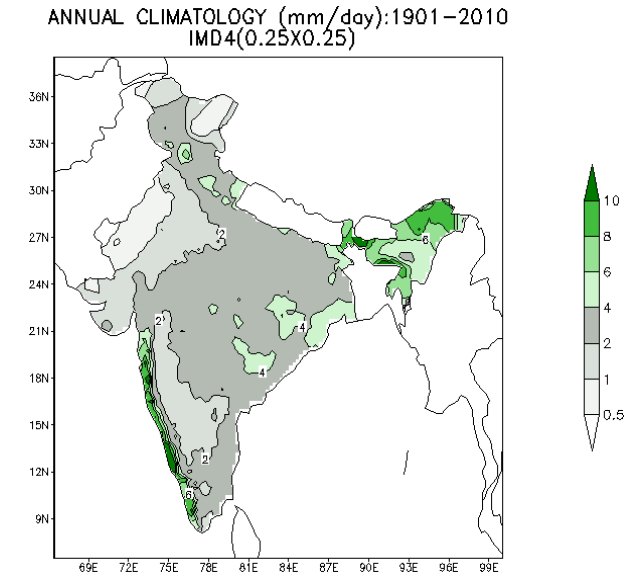 ANNUAL CLIMATOLOGY (mm/day):1901-2010
IMD4(0.25X0.25)
36N
33N
30N
27N
24N
21N
18N
15N
12N
9N
69E 72E 75E 78E 81E 84E 87E 90E 93E 96E 99E
2
6
2
4
4
2
6
10
8
6
4
2
1
0.5